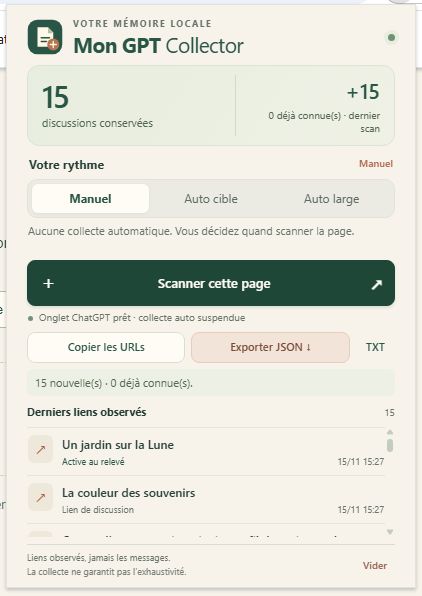 VOTRE MÉMOIRE LOCALE
Mon GPT Collector
15
discussions conservées
+15
0 déjà connue(s) · dernier
scan
Votre rythme
Manuel
Manuel
Auto cible
Auto large
Aucune collecte automatique. Vous décidez quand scanner la page.
+ Scanner cette page ↗
Onglet ChatGPT prêt · collecte auto suspendue
Copier les URLs
Exporter JSON ↓
TXT
15 nouvelle(s) · 0 déjà connue(s).
Derniers liens observés
15
↗ Un jardin sur la Lune
Active au relevé
15/11 15:27
↗ La couleur des souvenirs
Lien de discussion
15/11 15:27
Liens observés, jamais les messages.
La collecte ne garantit pas l'exhaustivité.
Vider